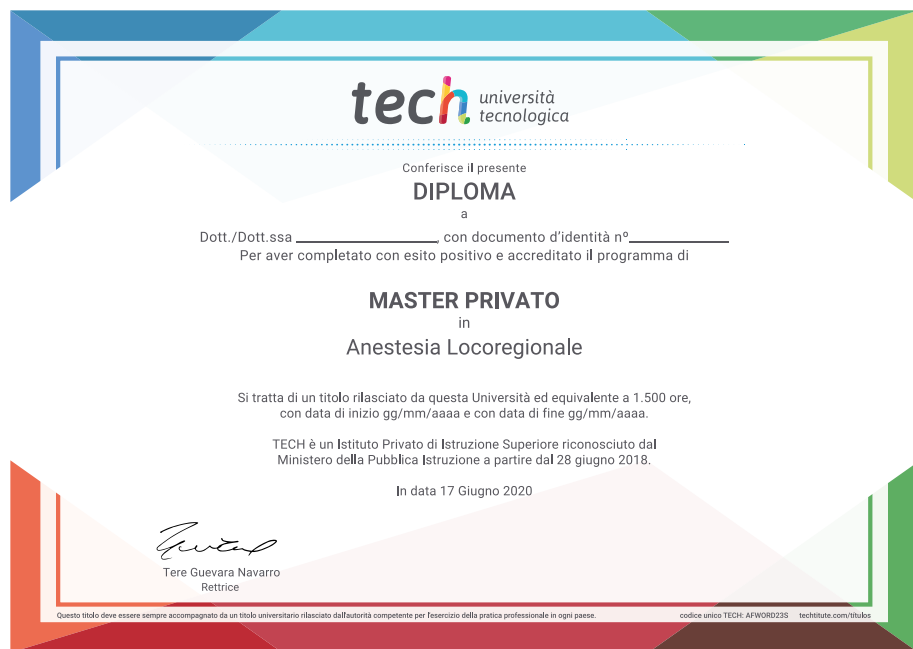 tech università
tecnologica
Conferisce il presente
DIPLOMA
a
Dott./Dott.ssa ________________, con documento d'identità nº___________
Per aver completato con esito positivo e accreditato il programma di
MASTER PRIVATO
in
Anestesia Locoregionale
Si tratta di un titolo rilasciato da questa Università ed equivalente a 1.500 ore,
con data di inizio gg/mm/aaaa e con data di fine gg/mm/aaaa.
TECH è un Istituto Privato di Istruzione Superiore riconosciuto dal
Ministero della Pubblica Istruzione a partire dal 28 giugno 2018.
In data 17 Giugno 2020
Tere Guevara Navarro
Rettrice
Questo titolo deve essere sempre accompagnato da un titolo universitario rilasciato dall'autorità competente per l'esercizio della pratica professionale in ogni paese.
codice unico TECH: AFWORD23S techtitute.com/titulos